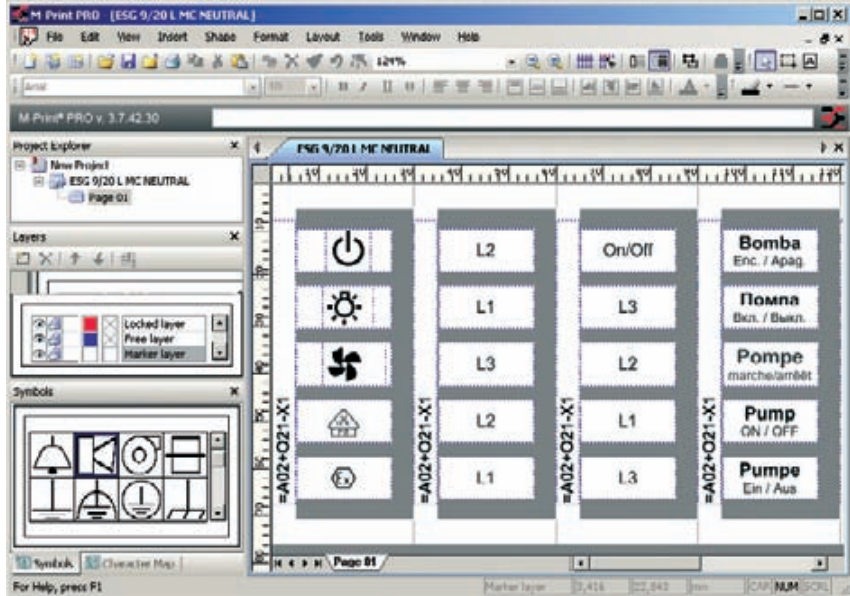 M Print PRO - [ESG 9/20 L MC NEUTRAL]
File Edit View Insert Shape Format Layout Tools Window Help
124%
Arial
M-Print® PRO v. 3.7.42.30
Project Explorer
New Project
ESG 9/20 L MC NEUTRAL
Page 01
Layers
Locked layer
Free layer
Marker layer
Symbols
Symbols Character Map
ESG 9/20 L MC NEUTRAL
=A02+O21-X1
L2
L1
L3
L2
L1
=A02+O21-X1
On/Off
L3
L2
L1
L3
=A02+O21-X1
Bomba
Enc. / Apag.
Помпа
Вкл. / Выкл.
Pompe
marche/arrêt
Pump
ON / OFF
Pumpe
Ein / Aus
=A02+O21-X1
Page 01
For Help, press F1
Marker layer
mm
CAP NUM SCRL